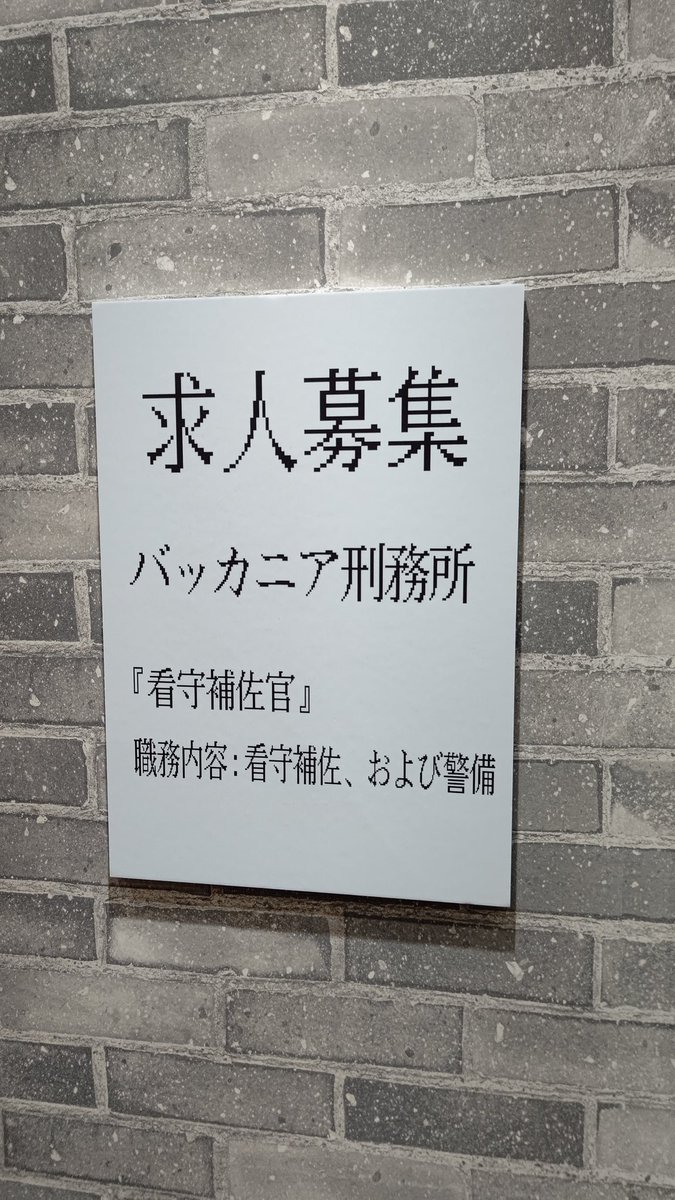 求人募集
バッカニア刑務所
『看守補佐官』
職務内容:看守補佐、および警備